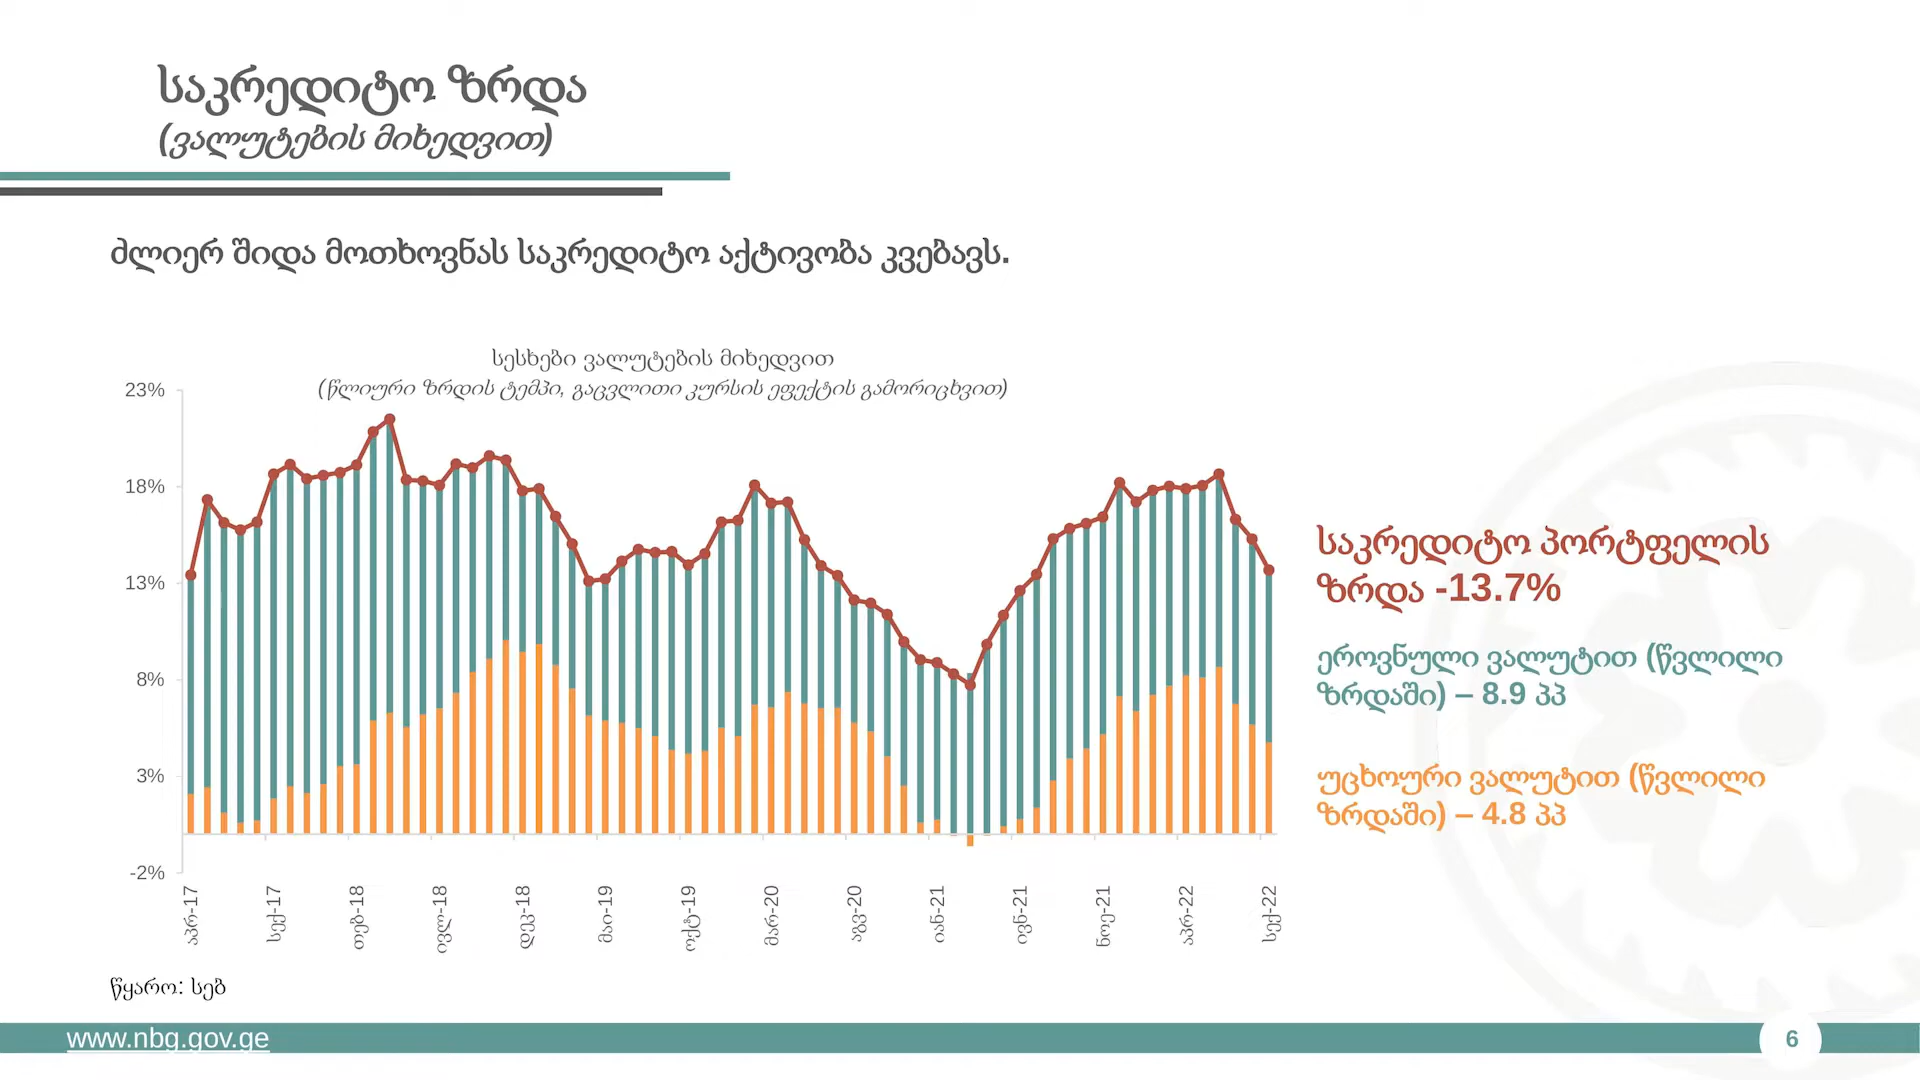 საკრედიტო ზრდა
(ვალუტების მიხედვით)
ძლიერ შიდა მოთხოვნას საკრედიტო აქტივობა კვებავს.
სესხები ვალუტების მიხედვით
(წლიური ზრდის ტემპი, გაცვლითი კურსის ეფექტის გამორიცხვით)
23%
18%
13%
8%
3%
-2%
აპრ-17
სექ-17
თებ-18
ივლ-18
დეკ-18
მაი-19
ოქტ-19
მარ-20
აგვ-20
იან-21
ივნ-21
ნოე-21
აპრ-22
სექ-22
საკრედიტო პორტფელის
ზრდა -13.7%
ეროვნული ვალუტით (წვლილი
ზრდაში) – 8.9 პპ
უცხოური ვალუტით (წვლილი
ზრდაში) – 4.8 პპ
წყარო: სებ
www.nbg.gov.ge
6